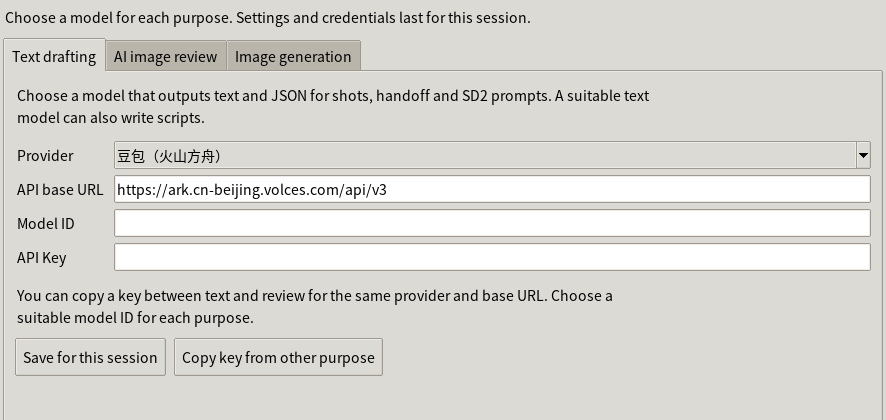 Choose a model for each purpose. Settings and credentials last for this session.
Text drafting
AI image review
Image generation
Choose a model that outputs text and JSON for shots, handoff and SD2 prompts. A suitable text
model can also write scripts.
Provider
豆包（火山方舟）
API base URL
https://ark.cn-beijing.volces.com/api/v3
Model ID
API Key
You can copy a key between text and review for the same provider and base URL. Choose a
suitable model ID for each purpose.
Save for this session
Copy key from other purpose